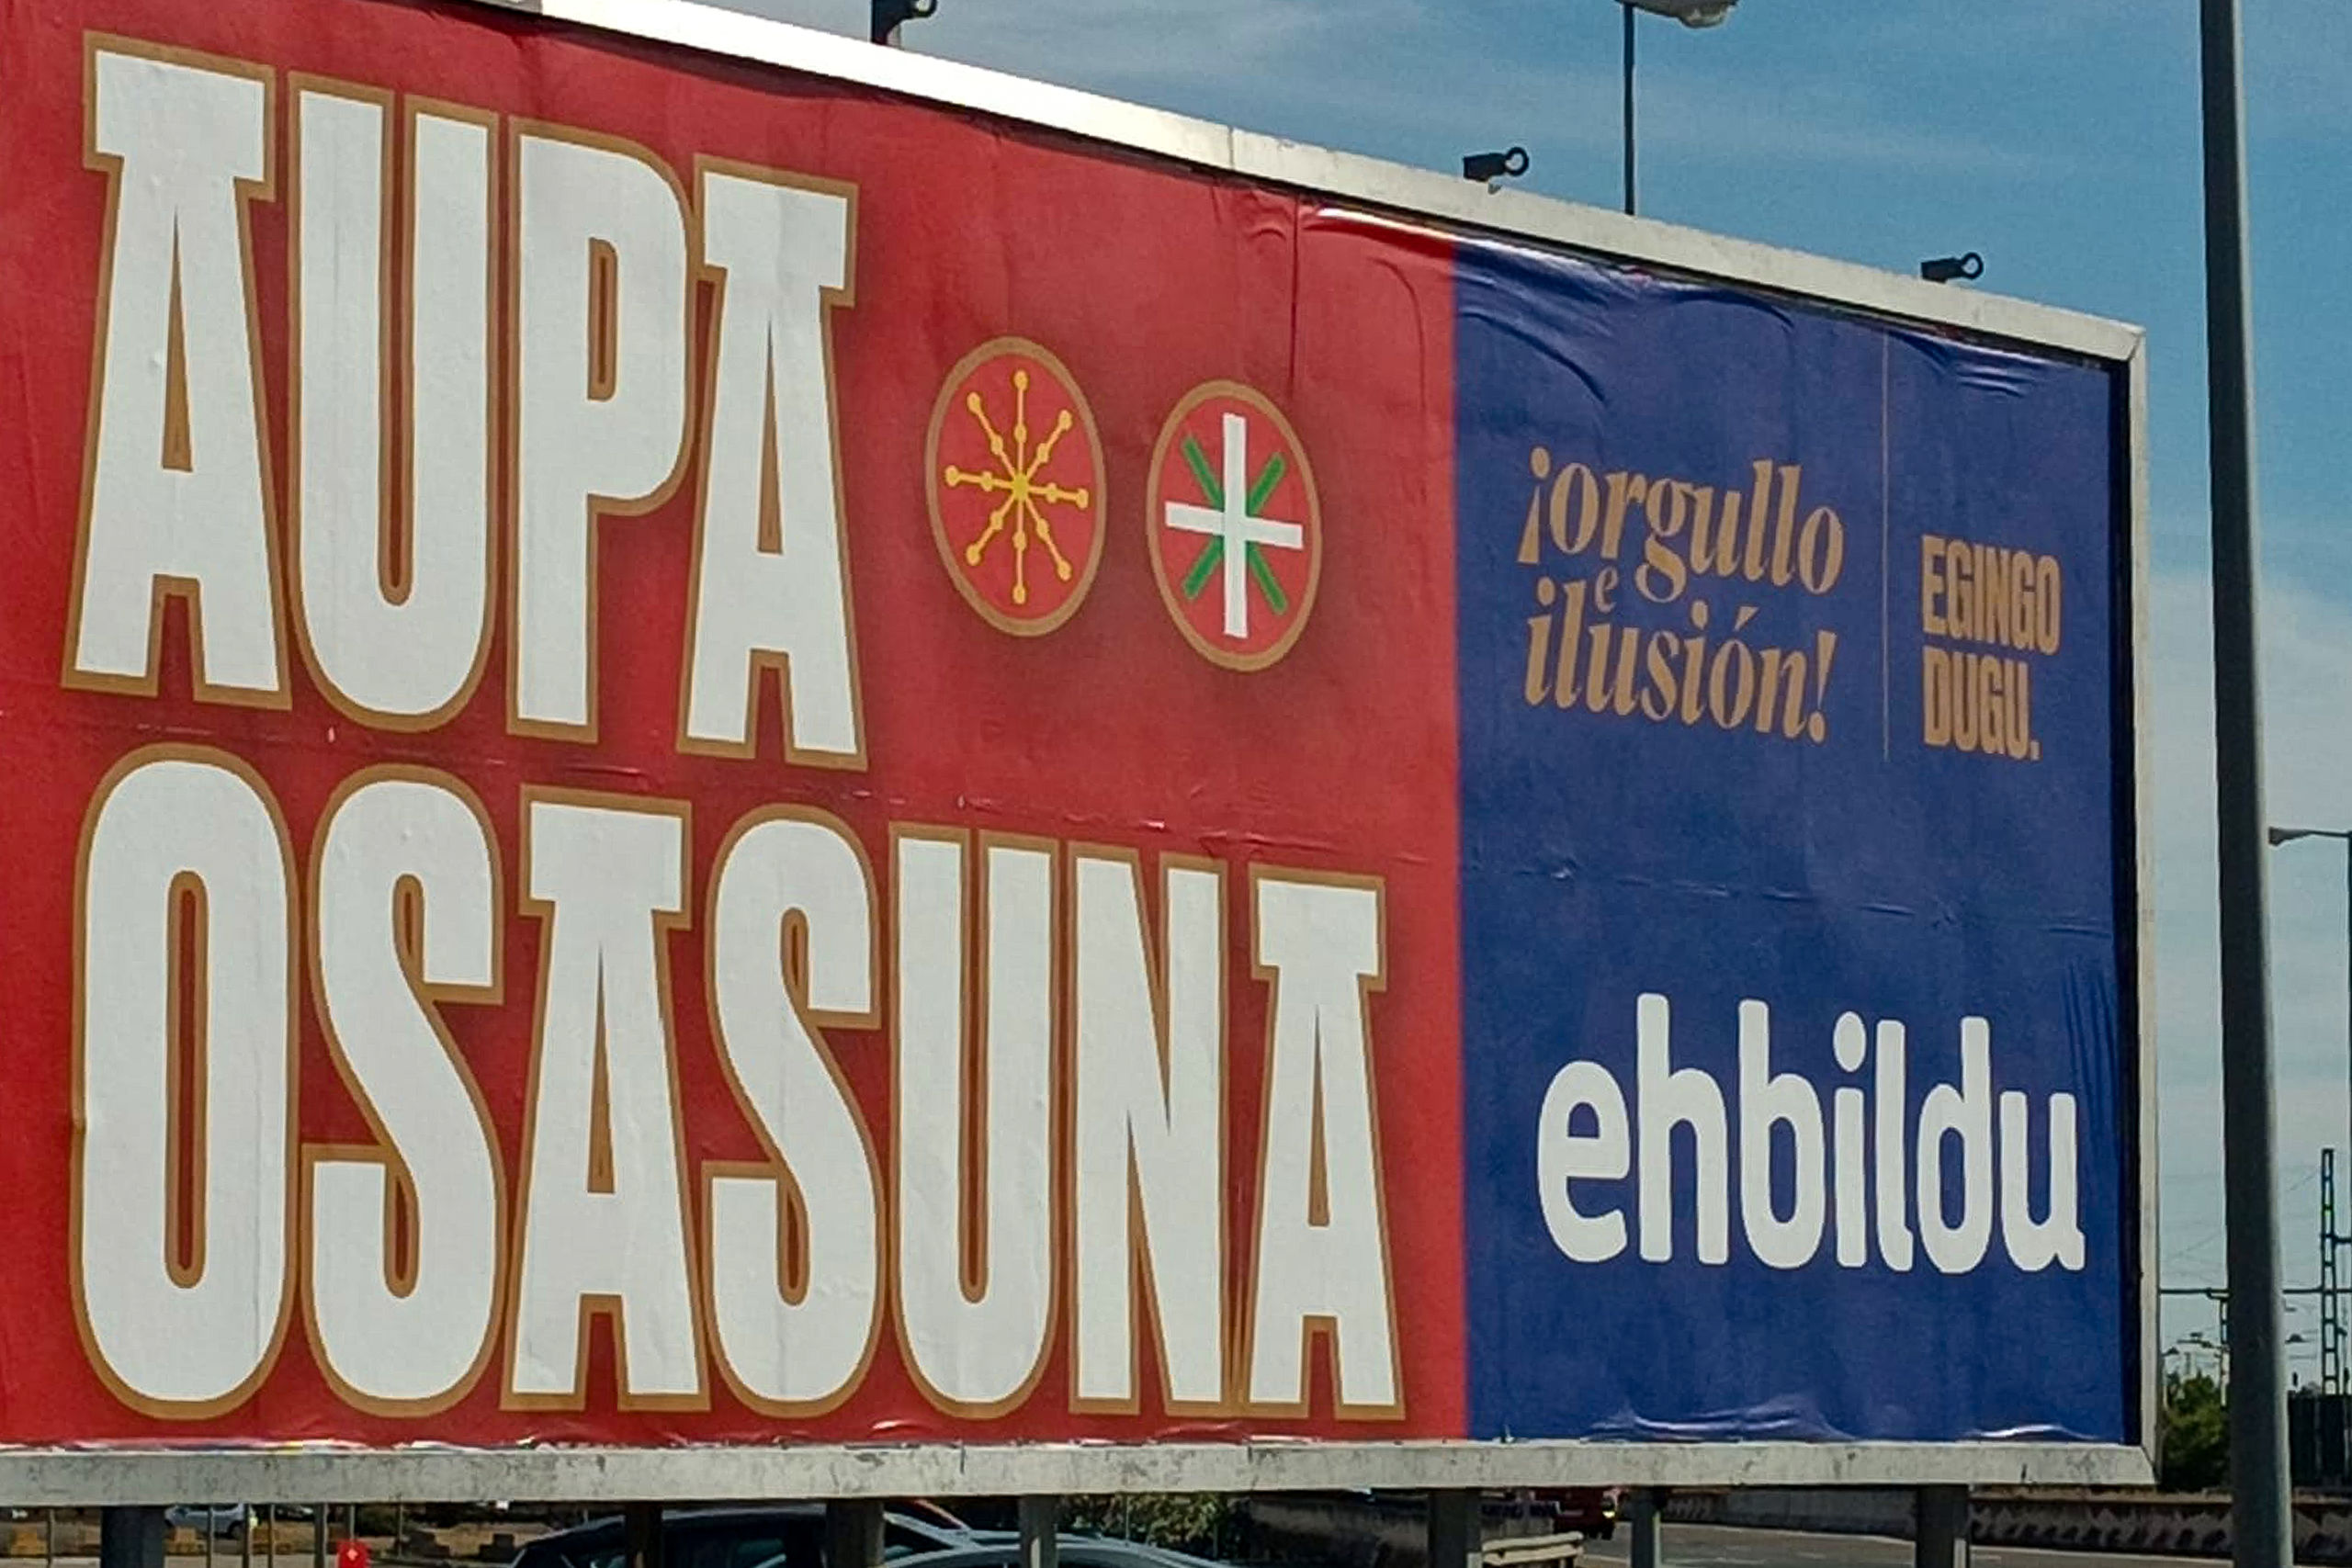 AUPA
OSASUNA
¡orgullo
e
ilusión!
EGINGO
DUGU.
ehbildu